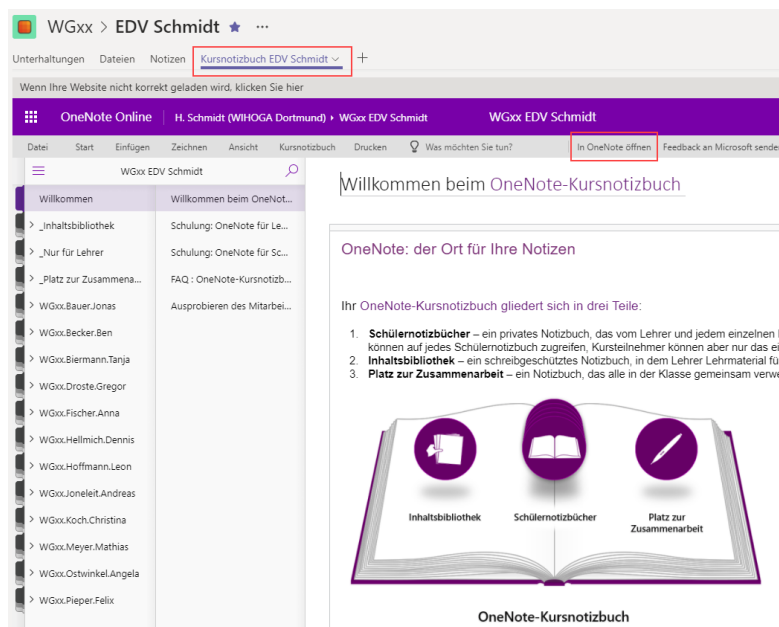 WGxx > EDV Schmidt ★ ...
Unterhaltungen Dateien Notizen Kursnotizbuch EDV Schmidt +
Wenn Ihre Website nicht korrekt geladen wird, klicken Sie hier
OneNote Online H. Schmidt (WIHOGA Dortmund) ▸ WGxx EDV Schmidt WGxx EDV Schmidt
Datei Start Einfügen Zeichnen Ansicht Kursnotizbuch Drucken Was möchten Sie tun? In OneNote öffnen Feedback an Microsoft sender
WGxx EDV Schmidt
Willkommen
> _Inhaltsbibliothek
> _Nur für Lehrer
> _Platz zur Zusammena...
> WGxx.Bauer.Jonas
> WGxx.Becker.Ben
> WGxx.Biermann.Tanja
> WGxx.Droste.Gregor
> WGxx.Fischer.Anna
> WGxx.Hellmich.Dennis
> WGxx.Hoffmann.Leon
> WGxx.Joneleit.Andreas
> WGxx.Koch.Christina
> WGxx.Meyer.Mathias
> WGxx.Ostwinkel.Angela
> WGxx.Pieper.Felix
Willkommen beim OneNot...
Schulung: OneNote für Le...
Schulung: OneNote für Sc...
FAQ : OneNote-Kursnotizb...
Ausprobieren des Mitarbei...
Willkommen beim OneNote-Kursnotizbuch
OneNote: der Ort für Ihre Notizen
Ihr OneNote-Kursnotizbuch gliedert sich in drei Teile:
1. Schülernotizbücher – ein privates Notizbuch, das vom Lehrer und jedem einzelnen
können auf jedes Schülernotizbuch zugreifen, Kursteilnehmer können aber nur das ei
2. Inhaltsbibliothek – ein schreibgeschütztes Notizbuch, in dem Lehrer Lehrmaterial fü
3. Platz zur Zusammenarbeit – ein Notizbuch, das alle in der Klasse gemeinsam verwe
Inhaltsbibliothek Schülernotizbücher Platz zur
Zusammenarbeit
OneNote-Kursnotizbuch